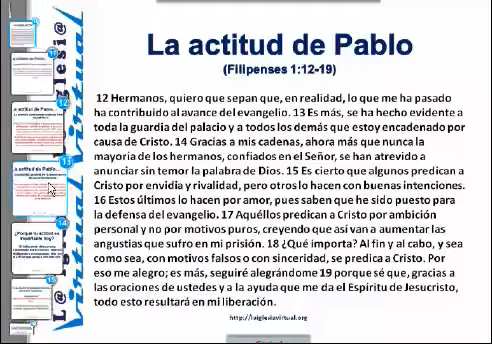 La actitud de Pablo
(Filipenses 1:12-19)
12 Hermanos, quiero que sepan que, en realidad, lo que me ha pasado
ha contribuido al avance del evangelio. 13 Es más, se ha hecho evidente a
toda la guardia del palacio y a todos los demás que estoy encadenado por
causa de Cristo. 14 Gracias a mis cadenas, ahora más que nunca la
mayoría de los hermanos, confiados en el Señor, se han atrevido a
anunciar sin temor la palabra de Dios. 15 Es cierto que algunos predican a
Cristo por envidia y rivalidad, pero otros lo hacen con buenas intenciones.
16 Estos últimos lo hacen por amor, pues saben que he sido puesto para
la defensa del evangelio. 17 Aquéllos predican a Cristo por ambición
personal y no por motivos puros, creyendo que así van a aumentar las
angustias que sufro en mi prisión. 18 ¿Qué importa? Al fin y al cabo, y sea
como sea, con motivos falsos o con sinceridad, se predica a Cristo. Por
eso me alegro; es más, seguiré alegrándome 19 porque sé que, gracias a
las oraciones de ustedes y a la ayuda que me da el Espíritu de Jesucristo,
todo esto resultará en mi liberación.
http://laiglesiavirtual.org
12
La actitud de Pablo...
13
La actitud de Pablo...
14
¿Porque la actitud es
importante hoy?